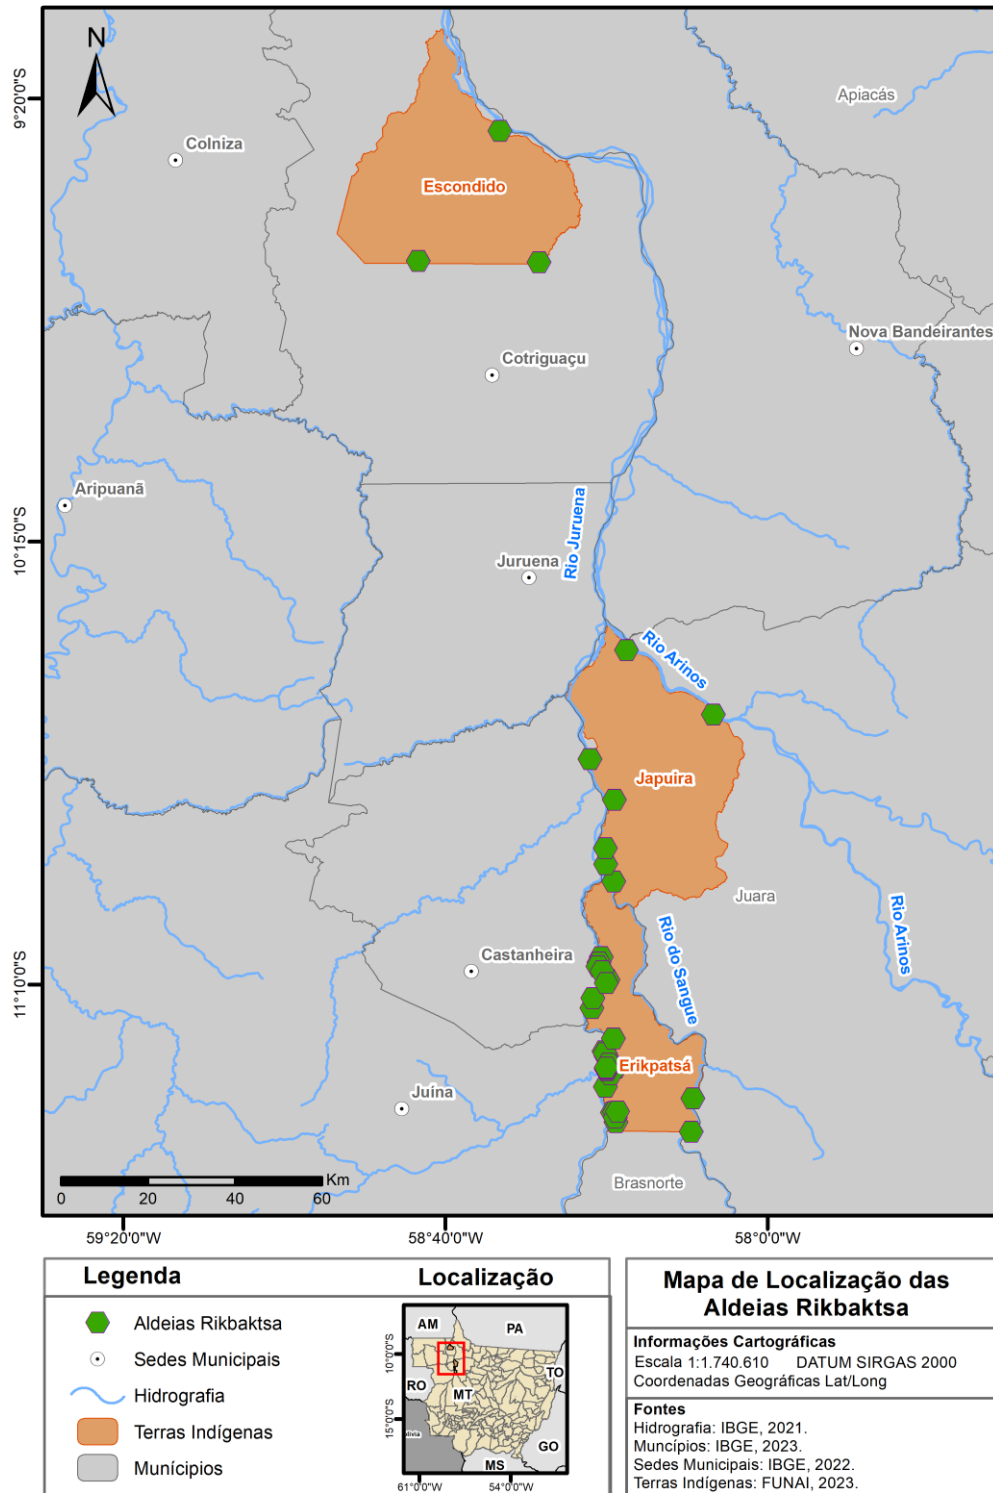 N
9°20'0"S
10°15'0"S
11°10'0"S
Apiacás
Colniza
Escondido
Nova Bandeirantes
Cotriguaçu
Aripuanã
Rio Juruena
Juruena
Rio Arinos
Japuira
Juara
Rio Arinos
Rio do Sangue
Castanheira
Erikpatsá
Juína
Brasnorte
Km
0 20 40 60
59°20'0"W 58°40'0"W 58°0'0"W
Legenda
Aldeias Rikbaktsa
Sedes Municipais
Hidrografia
Terras Indígenas
Munícipios
Localização
AM
PA
TO
RO
MT
GO
MS
10°0'0"S
15°0'0"S
61°0'0"W 54°0'0"W
Mapa de Localização das
Aldeias Rikbaktsa
Informações Cartográficas
Escala 1:1.740.610 DATUM SIRGAS 2000
Coordenadas Geográficas Lat/Long
Fontes
Hidrografia: IBGE, 2021.
Muncípios: IBGE, 2023.
Sedes Municipais: IBGE, 2022.
Terras Indígenas: FUNAI, 2023.